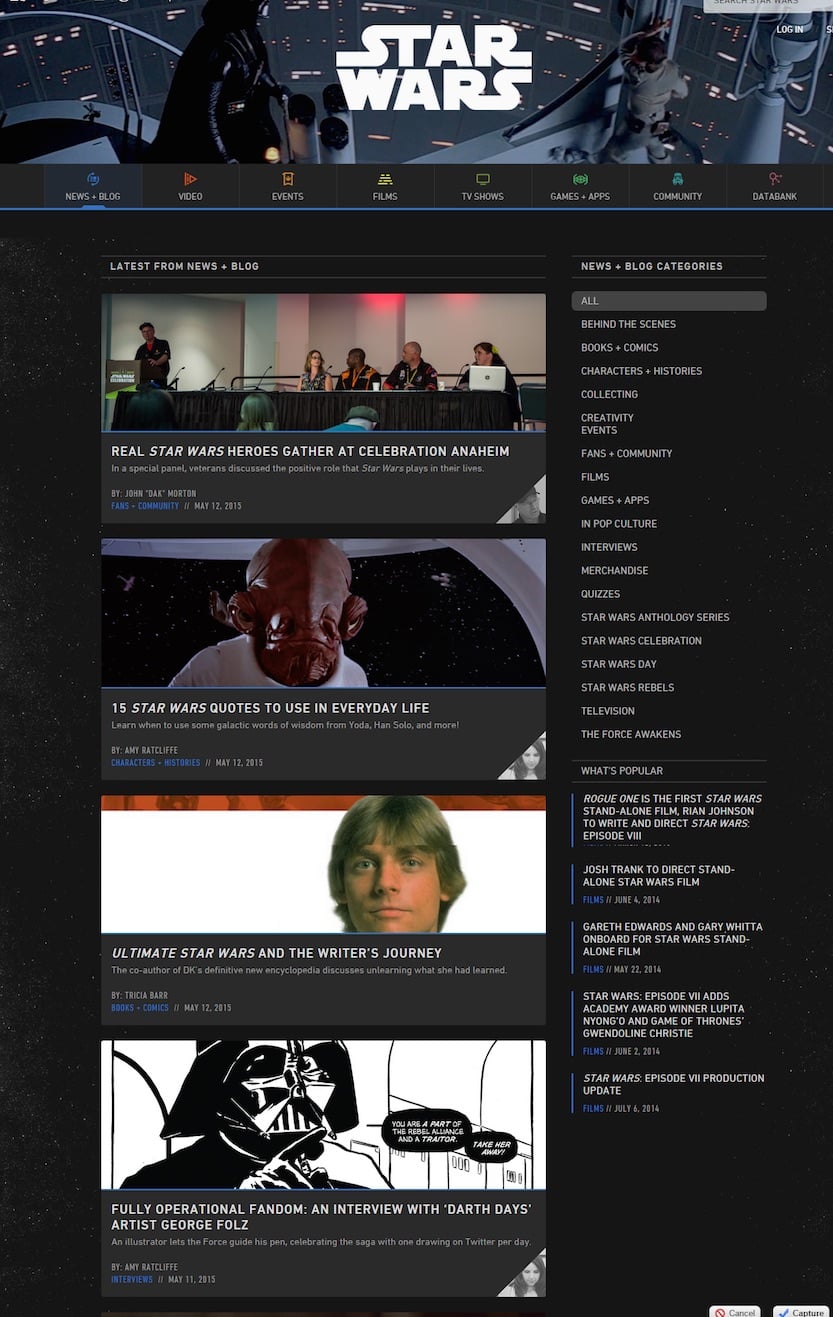 SEARCH STAR WARS
LOG IN
STAR
WARS
NEWS + BLOG
VIDEO
EVENTS
FILMS
TV SHOWS
GAMES + APPS
COMMUNITY
DATABANK
LATEST FROM NEWS + BLOG
REAL STAR WARS HEROES GATHER AT CELEBRATION ANAHEIM
In a special panel, veterans discussed the positive role that Star Wars plays in their lives.
BY: JOHN "DAK" MORTON
FANS + COMMUNITY // MAY 12, 2015
15 STAR WARS QUOTES TO USE IN EVERYDAY LIFE
Learn when to use some galactic words of wisdom from Yoda, Han Solo, and more!
BY: AMY RATCLIFFE
CHARACTERS + HISTORIES // MAY 12, 2015
ULTIMATE STAR WARS AND THE WRITER'S JOURNEY
The co-author of DK's definitive new encyclopedia discusses unlearning what she had learned.
BY: TRICIA BARR
BOOKS + COMICS // MAY 12, 2015
YOU ARE A PART OF
THE REBEL ALLIANCE
AND A TRAITOR.
TAKE HER
AWAY!
FULLY OPERATIONAL FANDOM: AN INTERVIEW WITH 'DARTH DAYS'
ARTIST GEORGE FOLZ
An illustrator lets the Force guide his pen, celebrating the saga with one drawing on Twitter per day.
BY: AMY RATCLIFFE
INTERVIEWS // MAY 11, 2015
NEWS + BLOG CATEGORIES
ALL
BEHIND THE SCENES
BOOKS + COMICS
CHARACTERS + HISTORIES
COLLECTING
CREATIVITY
EVENTS
FANS + COMMUNITY
FILMS
GAMES + APPS
IN POP CULTURE
INTERVIEWS
MERCHANDISE
QUIZZES
STAR WARS ANTHOLOGY SERIES
STAR WARS CELEBRATION
STAR WARS DAY
STAR WARS REBELS
TELEVISION
THE FORCE AWAKENS
WHAT'S POPULAR
ROGUE ONE IS THE FIRST STAR WARS
STAND-ALONE FILM, RIAN JOHNSON
TO WRITE AND DIRECT STAR WARS:
EPISODE VIII
JOSH TRANK TO DIRECT STAND-
ALONE STAR WARS FILM
FILMS // JUNE 4, 2014
GARETH EDWARDS AND GARY WHITTA
ONBOARD FOR STAR WARS STAND-
ALONE FILM
FILMS // MAY 22, 2014
STAR WARS: EPISODE VII ADDS
ACADEMY AWARD WINNER LUPITA
NYONG'O AND GAME OF THRONES'
GWENDOLINE CHRISTIE
FILMS // JUNE 2, 2014
STAR WARS: EPISODE VII PRODUCTION
UPDATE
FILMS // JULY 6, 2014
Cancel
Capture